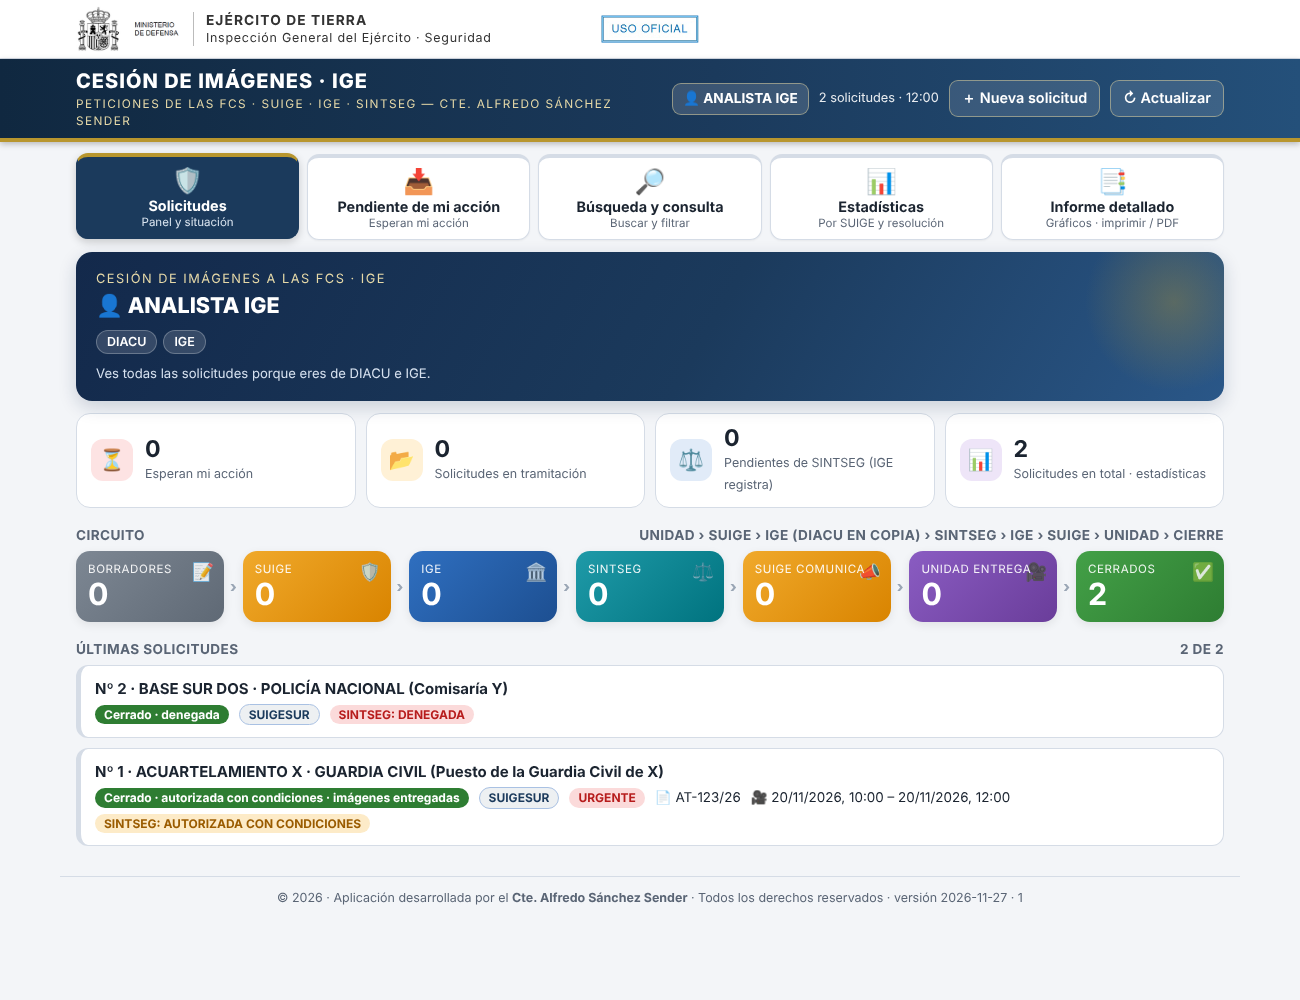 MINISTERIO
DE DEFENSA
EJÉRCITO DE TIERRA
Inspección General del Ejército · Seguridad
USO OFICIAL
CESIÓN DE IMÁGENES · IGE
PETICIONES DE LAS FCS · SUIGE · IGE · SINTSEG — CTE. ALFREDO SÁNCHEZ
SENDER
ANALISTA IGE
2 solicitudes · 12:00
+ Nueva solicitud
↻ Actualizar
Solicitudes
Panel y situación
Pendiente de mi acción
Esperan mi acción
Búsqueda y consulta
Buscar y filtrar
Estadísticas
Por SUIGE y resolución
Informe detallado
Gráficos · imprimir / PDF
CESIÓN DE IMÁGENES A LAS FCS · IGE
ANALISTA IGE
DIACU IGE
Ves todas las solicitudes porque eres de DIACU e IGE.
0
Esperan mi acción
0
Solicitudes en tramitación
0
Pendientes de SINTSEG (IGE
registra)
2
Solicitudes en total · estadísticas
CIRCUITO
UNIDAD › SUIGE › IGE (DIACU EN COPIA) › SINTSEG › IGE › SUIGE › UNIDAD › CIERRE
BORRADORES
0
›
SUIGE
0
›
IGE
0
›
SINTSEG
0
›
SUIGE COMUNICA
0
›
UNIDAD ENTREGA
0
›
CERRADOS
2
ÚLTIMAS SOLICITUDES
2 DE 2
Nº 2 · BASE SUR DOS · POLICÍA NACIONAL (Comisaría Y)
Cerrado · denegada SUIGESUR SINTSEG: DENEGADA
Nº 1 · ACUARTELAMIENTO X · GUARDIA CIVIL (Puesto de la Guardia Civil de X)
Cerrado · autorizada con condiciones · imágenes entregadas SUIGESUR URGENTE AT-123/26 20/11/2026, 10:00 – 20/11/2026, 12:00
SINTSEG: AUTORIZADA CON CONDICIONES
© 2026 · Aplicación desarrollada por el Cte. Alfredo Sánchez Sender · Todos los derechos reservados · versión 2026-11-27 · 1